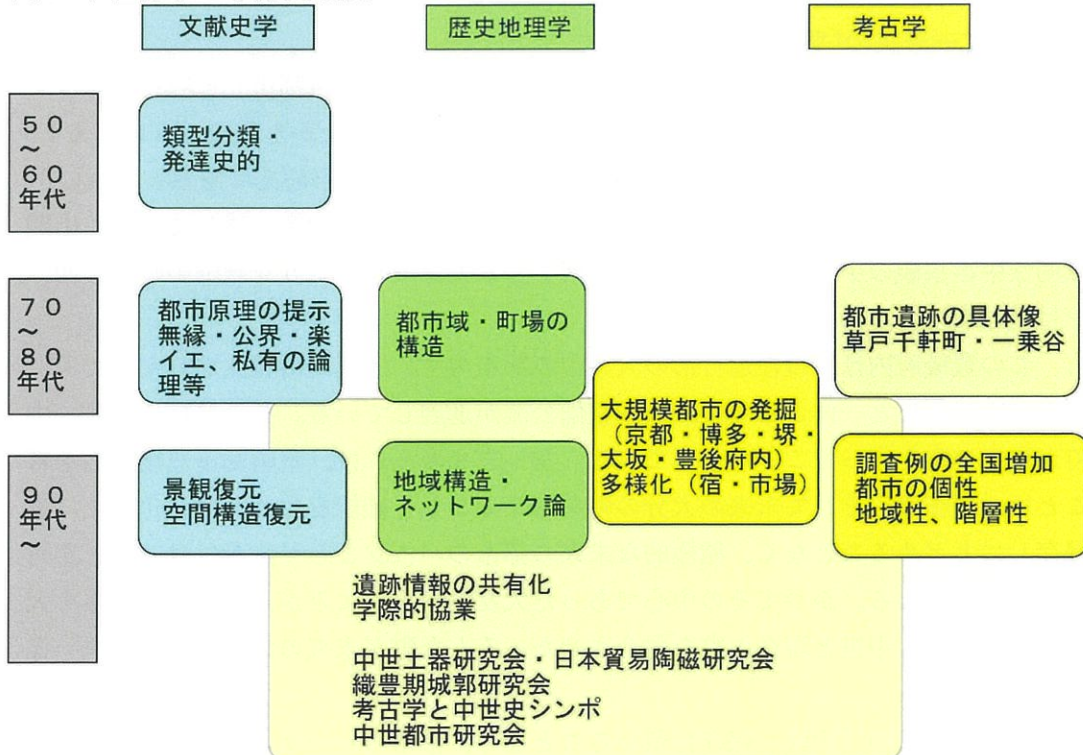 文献史学
歴史地理学
考古学
５０
～
６０
年代
類型分類・
発達史的
７０
～
８０
年代
都市原理の提示
無縁・公界・楽
イエ、私有の論
理等
都市域・町場の
構造
都市遺跡の具体像
草戸千軒町・一乗谷
大規模都市の発掘
（京都・博多・堺・
大坂・豊後府内）
多様化（宿・市場）
９０
年代
～
景観復元
空間構造復元
地域構造・
ネットワーク論
調査例の全国増加
都市の個性
地域性、階層性
遺跡情報の共有化
学際的協業
中世土器研究会・日本貿易陶磁研究会
織豊期城郭研究会
考古学と中世史シンポ
中世都市研究会